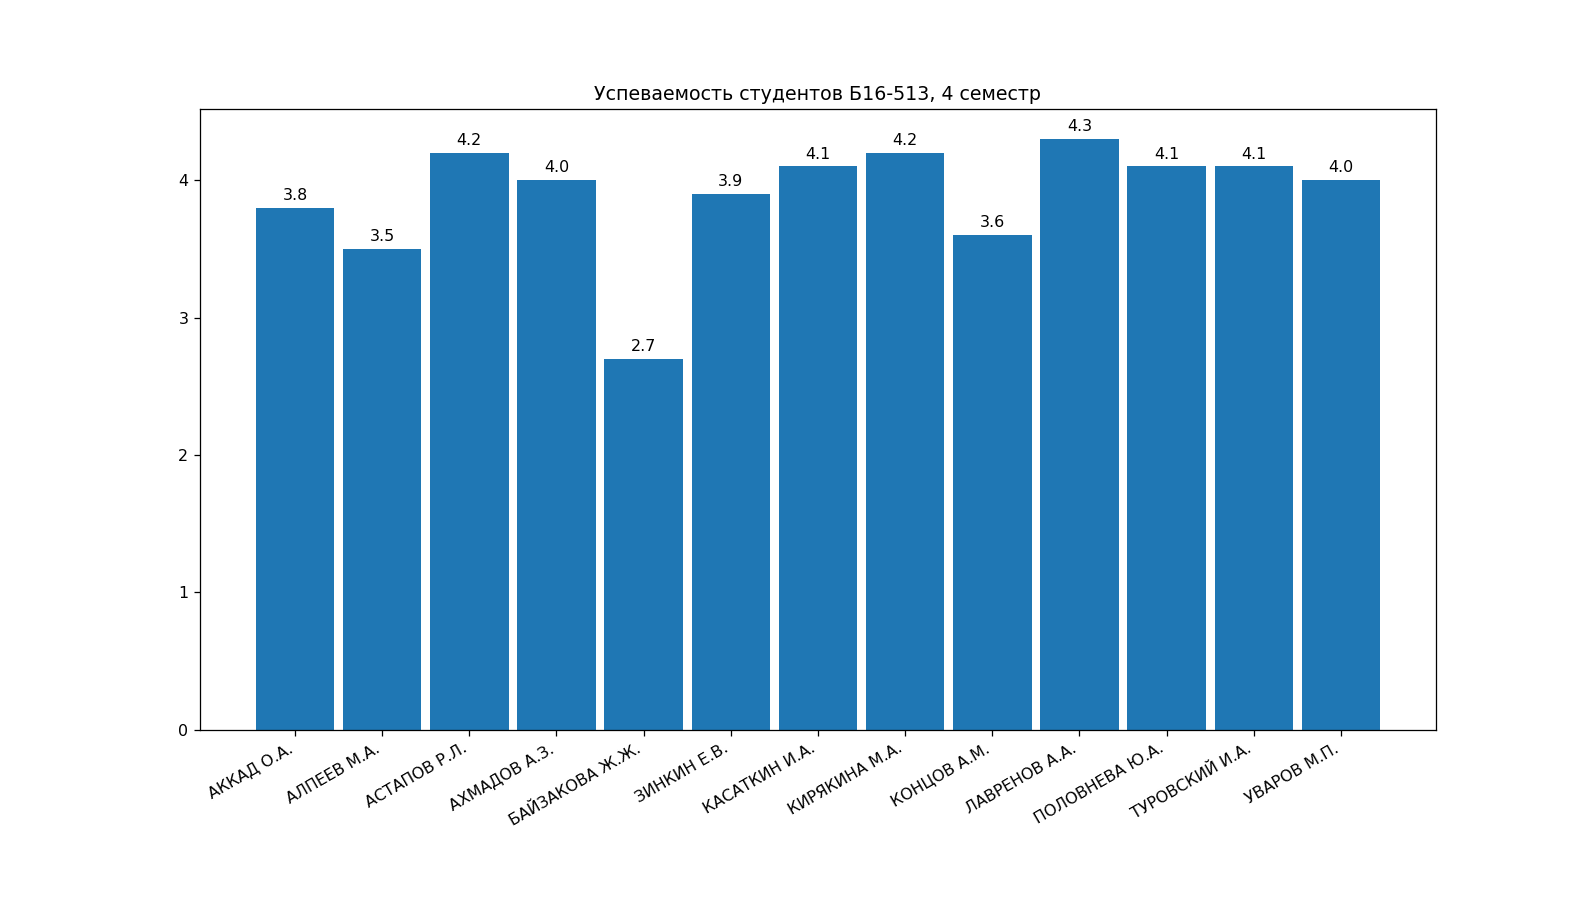 Успеваемость студентов Б16-513, 4 семестр
4.3
4.2
4.2
4.1
4.1
4.1
4.0
4.0
3.9
3.8
3.6
3.5
2.7
4
3
2
1
0
АККАД О.А.
АЛПЕЕВ М.А.
АСТАПОВ Р.Л.
АХМАДОВ А.З.
БАЙЗАКОВА Ж.Ж.
ЗИНКИН Е.В.
КАСАТКИН И.А.
КИРЯКИНА М.А.
КОНЦОВ А.М.
ЛАВРЕНОВ А.А.
ПОЛОВНЕВА Ю.А.
ТУРОВСКИЙ И.А.
УВАРОВ М.П.